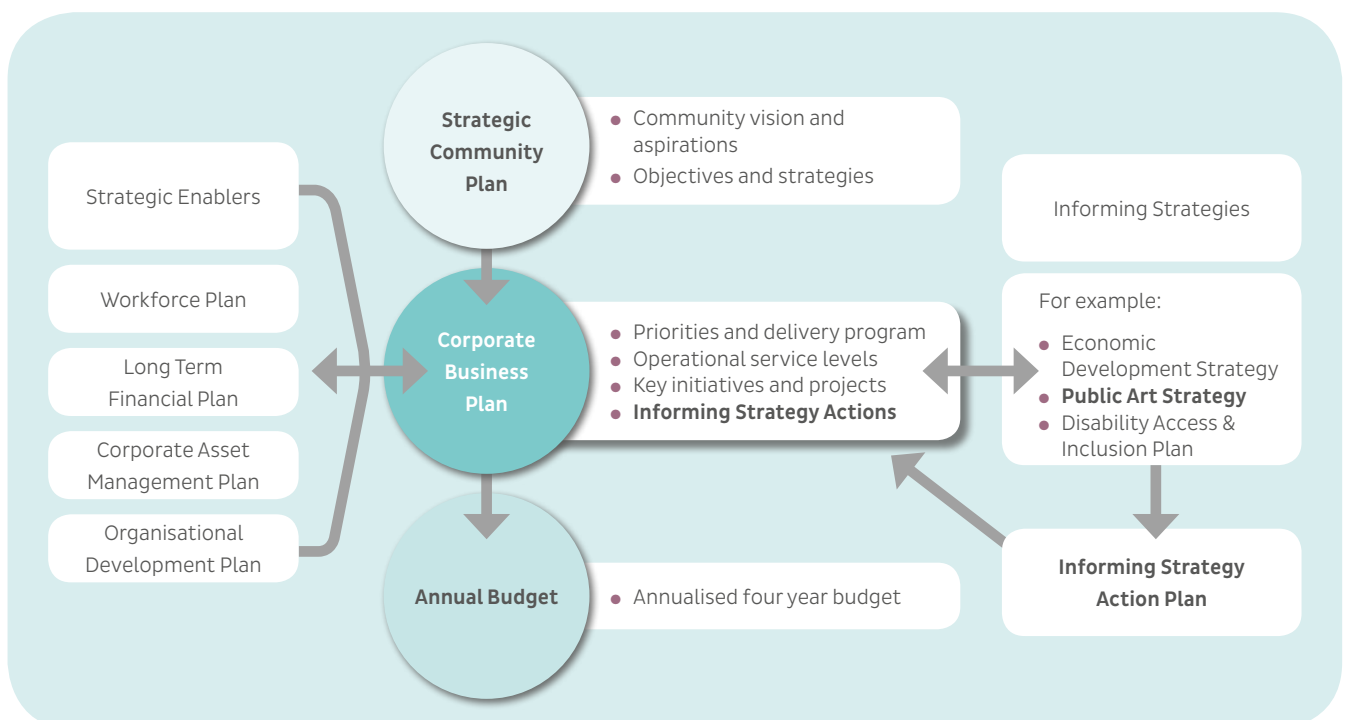 Strategic
Community
Plan
Community vision and
aspirations
Objectives and strategies
Strategic Enablers
Workforce Plan
Long Term
Financial Plan
Corporate Asset
Management Plan
Organisational
Development Plan
Corporate
Business
Plan
Priorities and delivery program
Operational service levels
Key initiatives and projects
Informing Strategy Actions
Informing Strategies
For example:
Economic
Development Strategy
Public Art Strategy
Disability Access &
Inclusion Plan
Annual Budget
Annualised four year budget
Informing Strategy
Action Plan